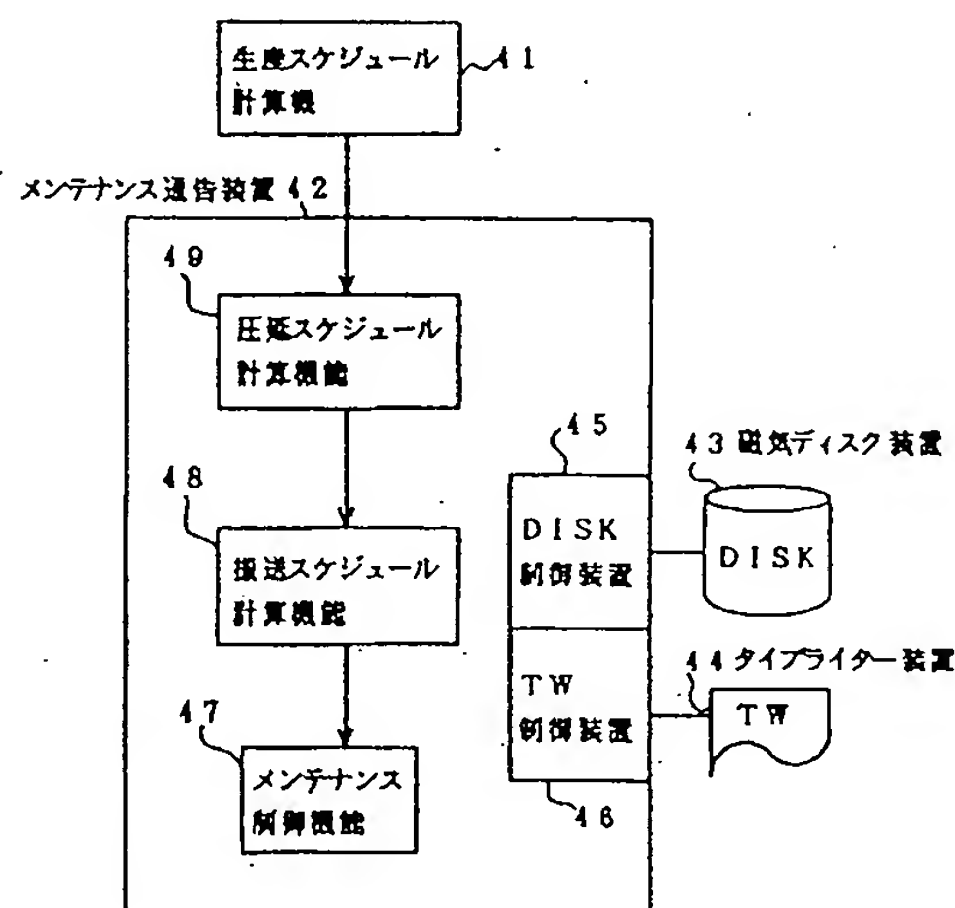 生産スケジュール
計算機
41
メンテナンス通告装置 42
49
圧延スケジュール
計算機能
48
搬送スケジュール
計算機能
47
メンテナンス
制御機能
45
DISK
制御装置
TW
制御装置
46
43 磁気ディスク装置
DISK
44 タイプライター装置
TW